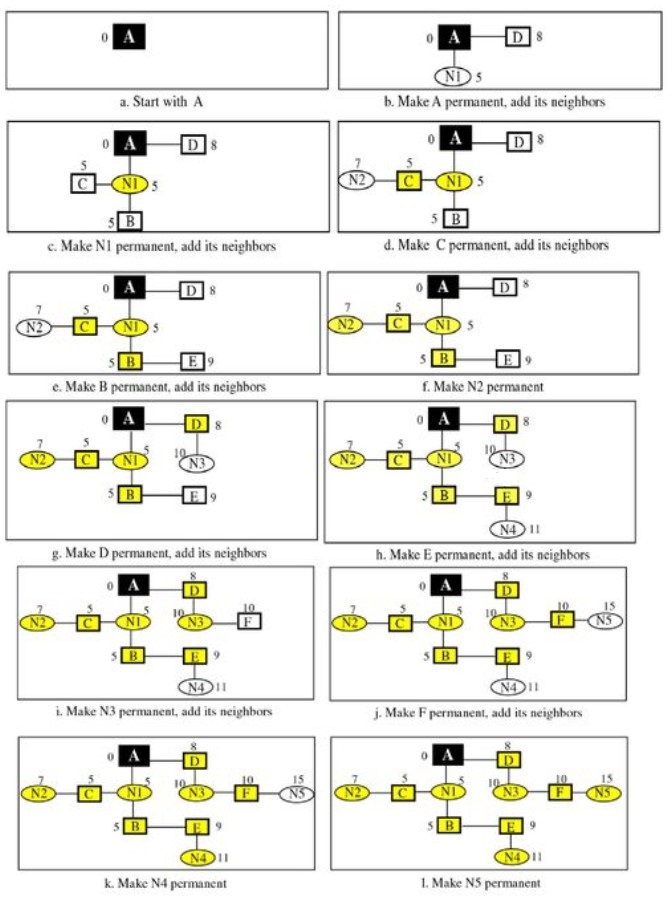 0 A
a. Start with A
0 A D 8
N1 5
b. Make A permanent, add its neighbors
0 A D 8
5
C N1 5
5 B
c. Make N1 permanent, add its neighbors
0 A D 8
7 5
N2 C N1 5
5 B
d. Make C permanent, add its neighbors
0 A D 8
7 5
N2 C N1 5
5 B E 9
e. Make B permanent, add its neighbors
0 A D 8
7 5
N2 C N1 5
5 B E 9
f. Make N2 permanent
0 A D 8
7 5 5 10
N2 C N1 N3
5 B E 9
g. Make D permanent, add its neighbors
0 A D 8
7 5 5 10
N2 C N1 N3
5 B E 9
N4 11
h. Make E permanent, add its neighbors
8
0 A D
7 5 5 10 10
N2 C N1 N3 F
5 B E 9
N4 11
i. Make N3 permanent, add its neighbors
8
0 A D
7 5 5 10 10 15
N2 C N1 N3 F N5
5 B E 9
N4 11
j. Make F permanent, add its neighbors
8
0 A D
7 5 5 10 10 15
N2 C N1 N3 F N5
5 B E 9
N4 11
k. Make N4 permanent
8
0 A D
7 5 5 10 10 15
N2 C N1 N3 F N5
5 B E 9
N4 11
l. Make N5 permanent